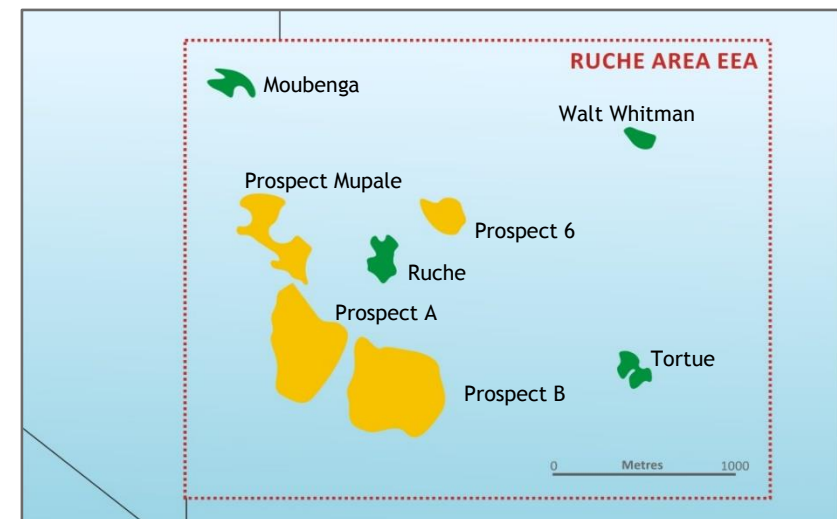 RUCHE AREA EEA
Moubenga
Walt Whitman
Prospect Mupale
Prospect 6
Ruche
Prospect A
Tortue
Prospect B
0 Metres 1000